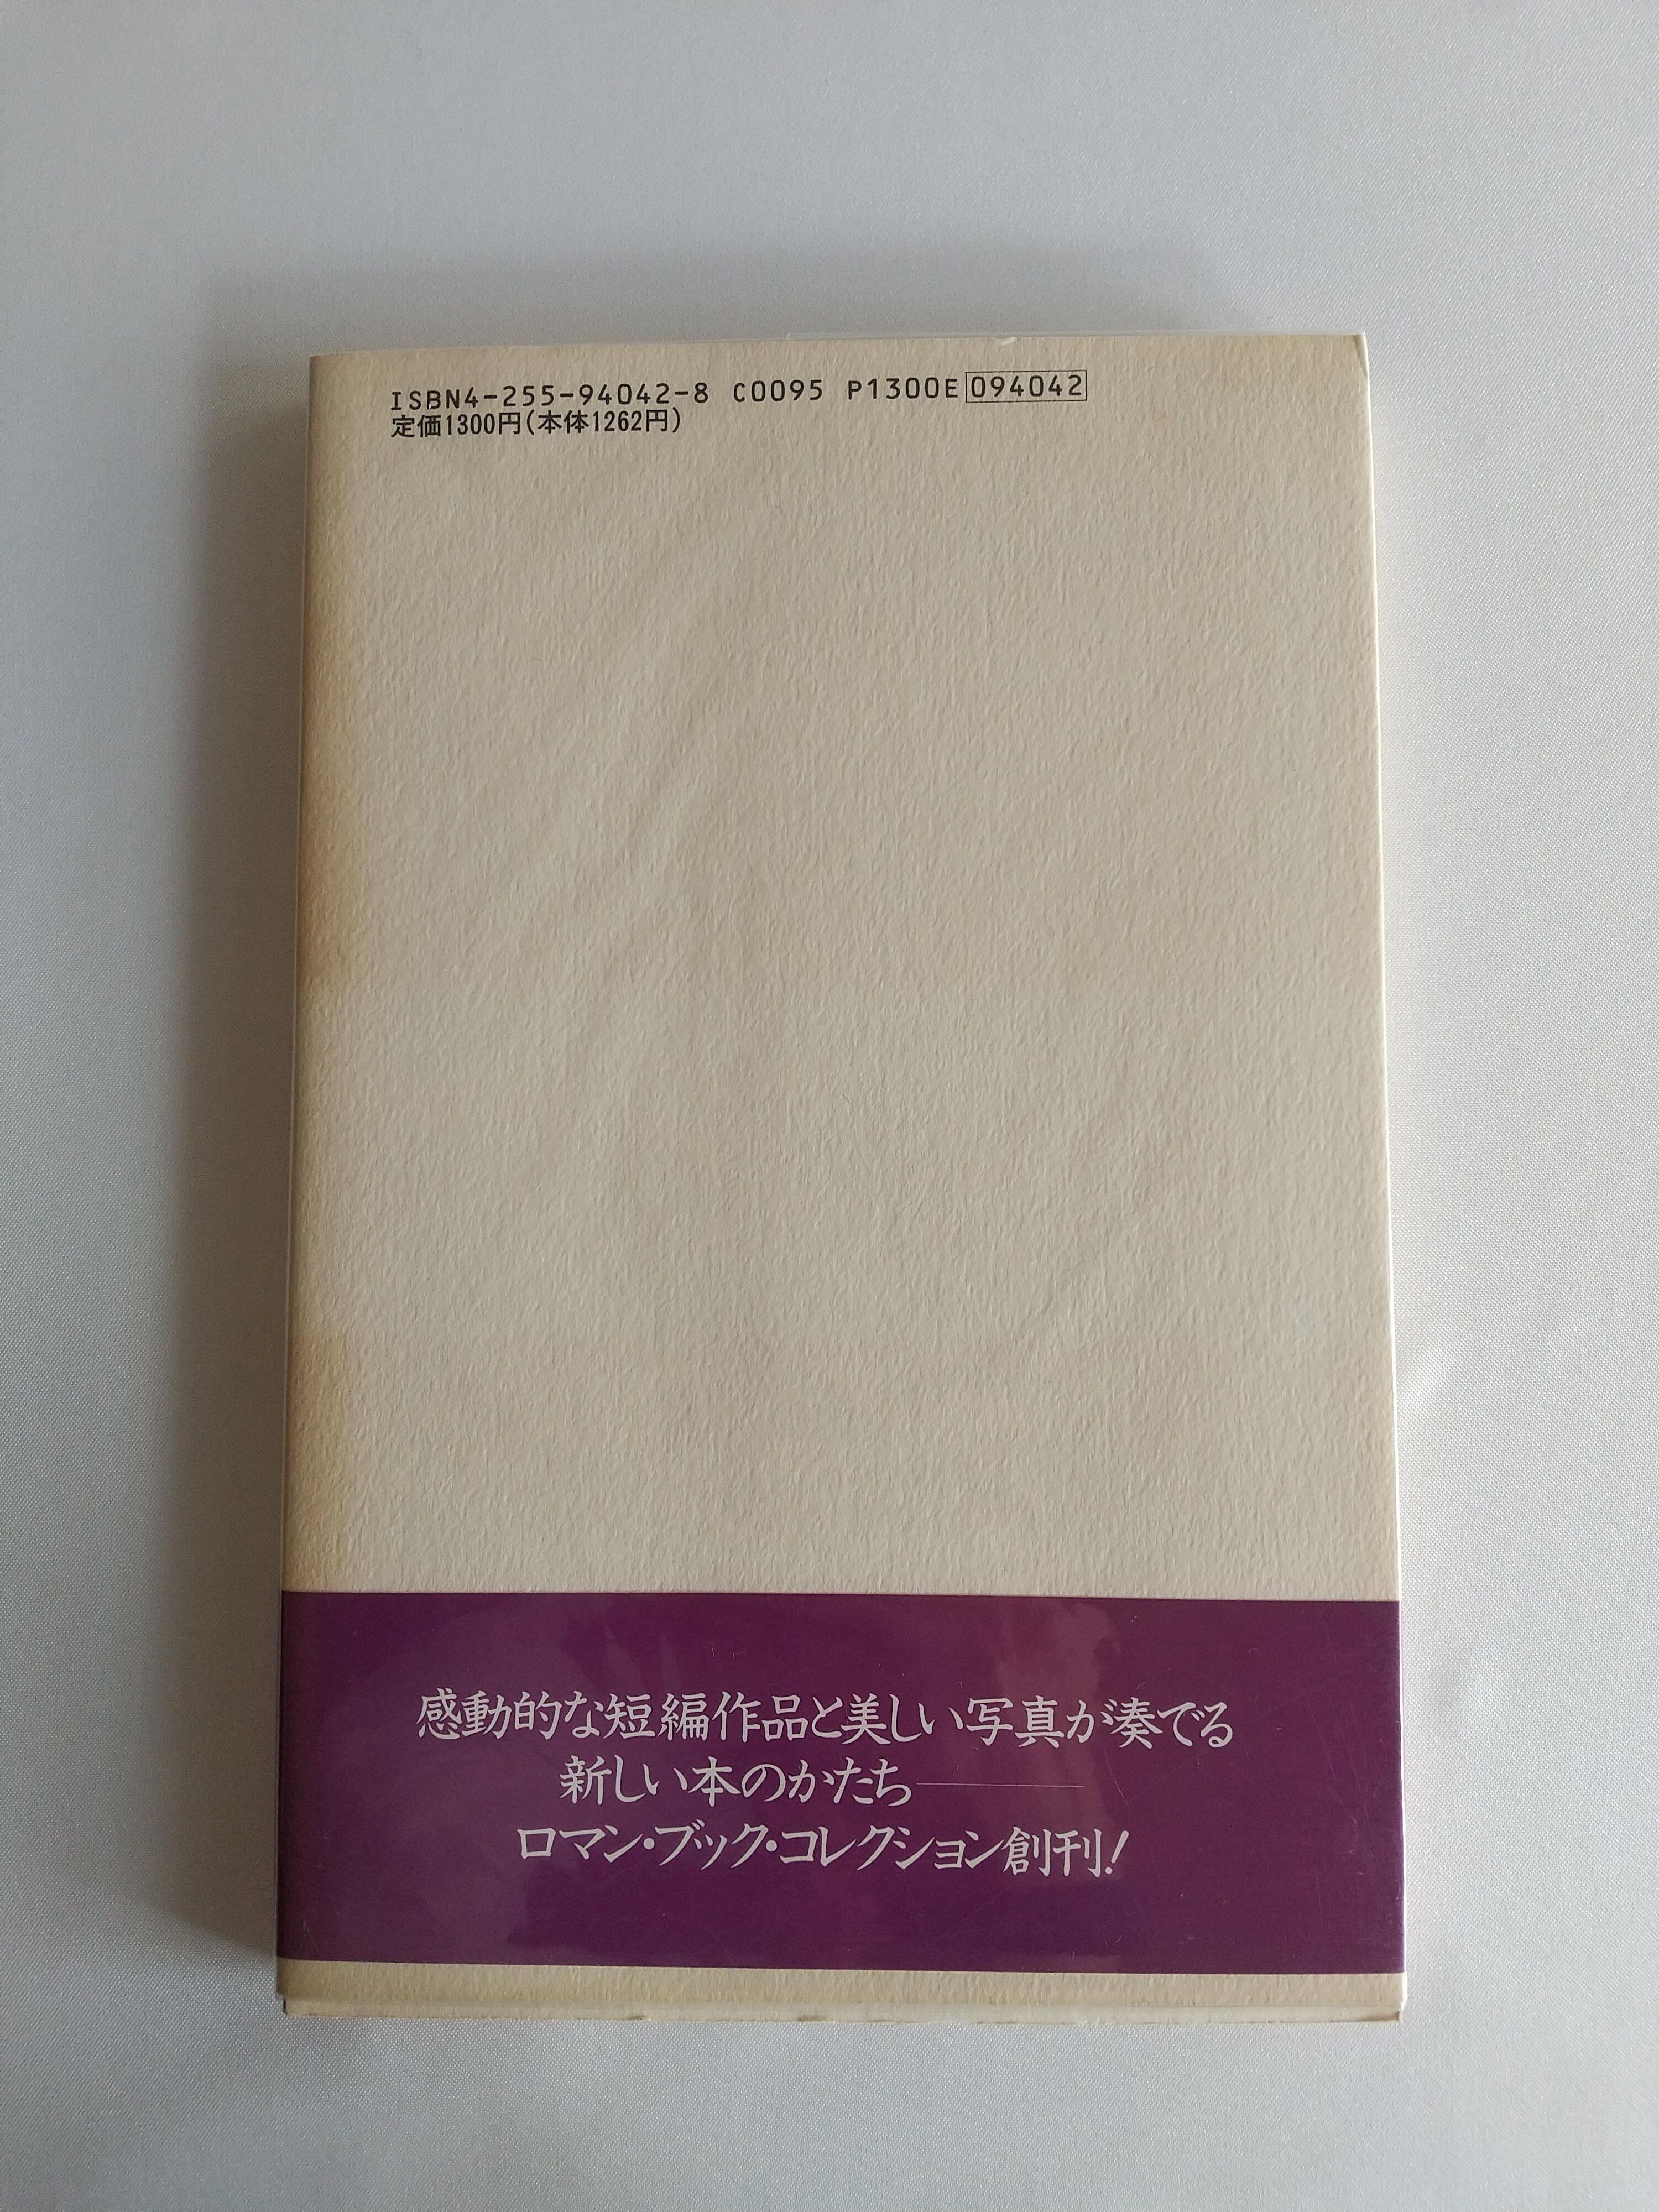 ISBN4-255-94042-8 C0095 P1300E 094042
定価1300円(本体1262円)
感動的な短編作品と美しい写真が奏でる
新しい本のかたち――
ロマン・ブック・コレクション創刊!